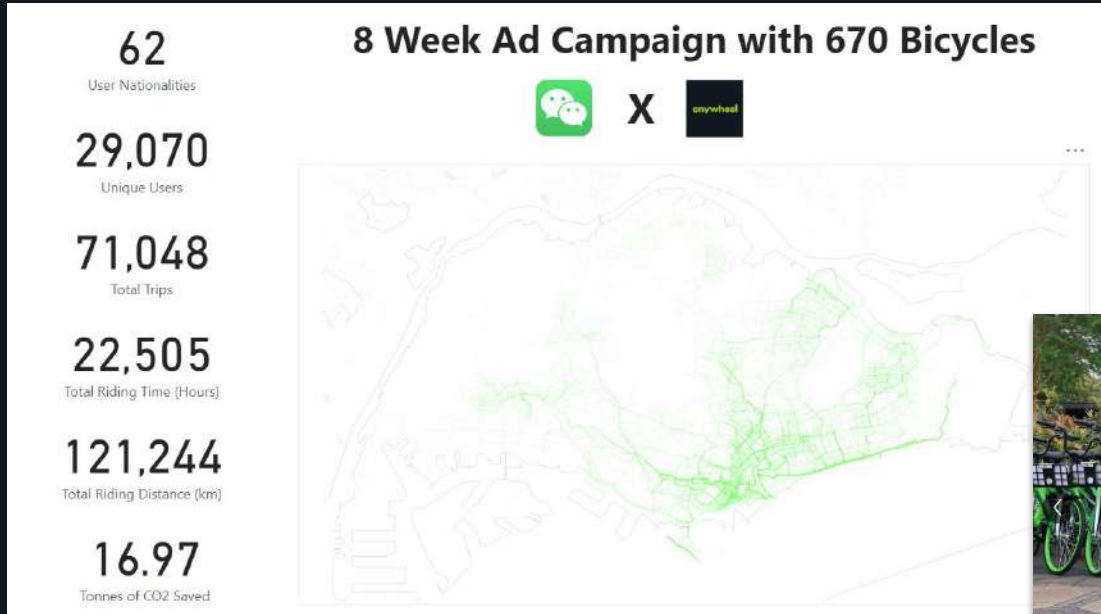 8 Week Ad Campaign with 670 Bicycles
X
anywheel
62
User Nationalities
29,070
Unique Users
71,048
Total Trips
22,505
Total Riding Time (Hours)
121,244
Total Riding Distance (km)
16.97
Tonnes of CO2 Saved